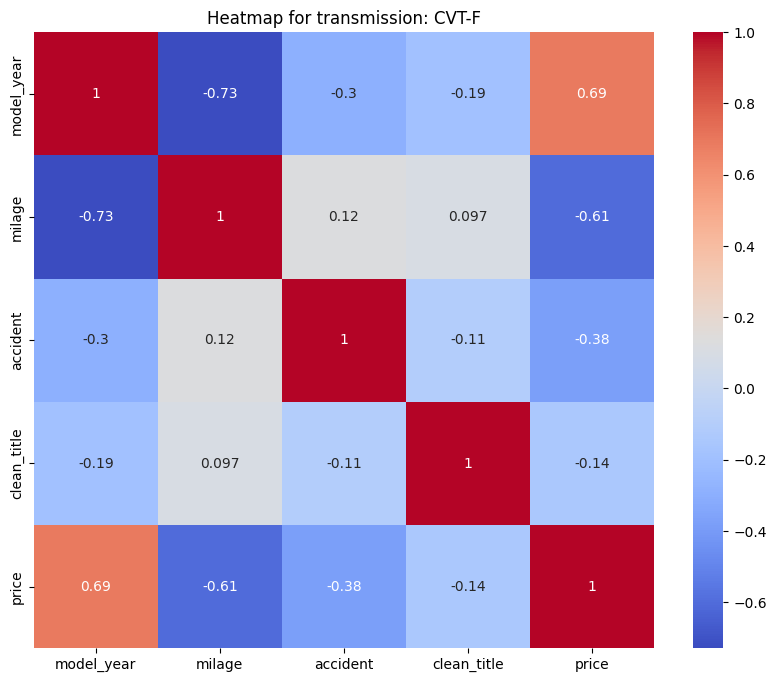 Heatmap for transmission: CVT-F
model_year 1 -0.73 -0.3 -0.19 0.69
milage -0.73 1 0.12 0.097 -0.61
accident -0.3 0.12 1 -0.11 -0.38
clean_title -0.19 0.097 -0.11 1 -0.14
price 0.69 -0.61 -0.38 -0.14 1
model_year milage accident clean_title price
1.0
0.8
0.6
0.4
0.2
0.0
−0.2
−0.4
−0.6